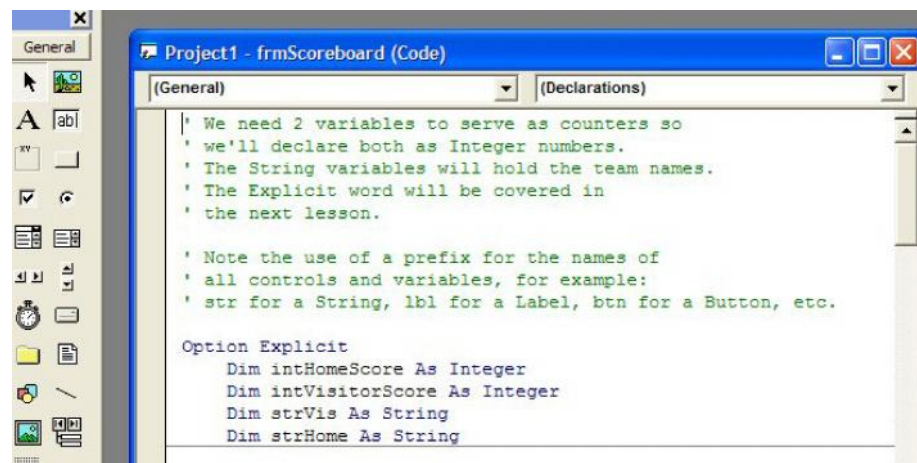 General
Project1 - frmScoreboard (Code)
(General) (Declarations)
A ab|
XY
' We need 2 variables to serve as counters so
' we'll declare both as Integer numbers.
' The String variables will hold the team names.
' The Explicit word will be covered in
' the next lesson.
' Note the use of a prefix for the names of
' all controls and variables, for example:
' str for a String, lbl for a Label, btn for a Button, etc.
Option Explicit
Dim intHomeScore As Integer
Dim intVisitorScore As Integer
Dim strVis As String
Dim strHome As String